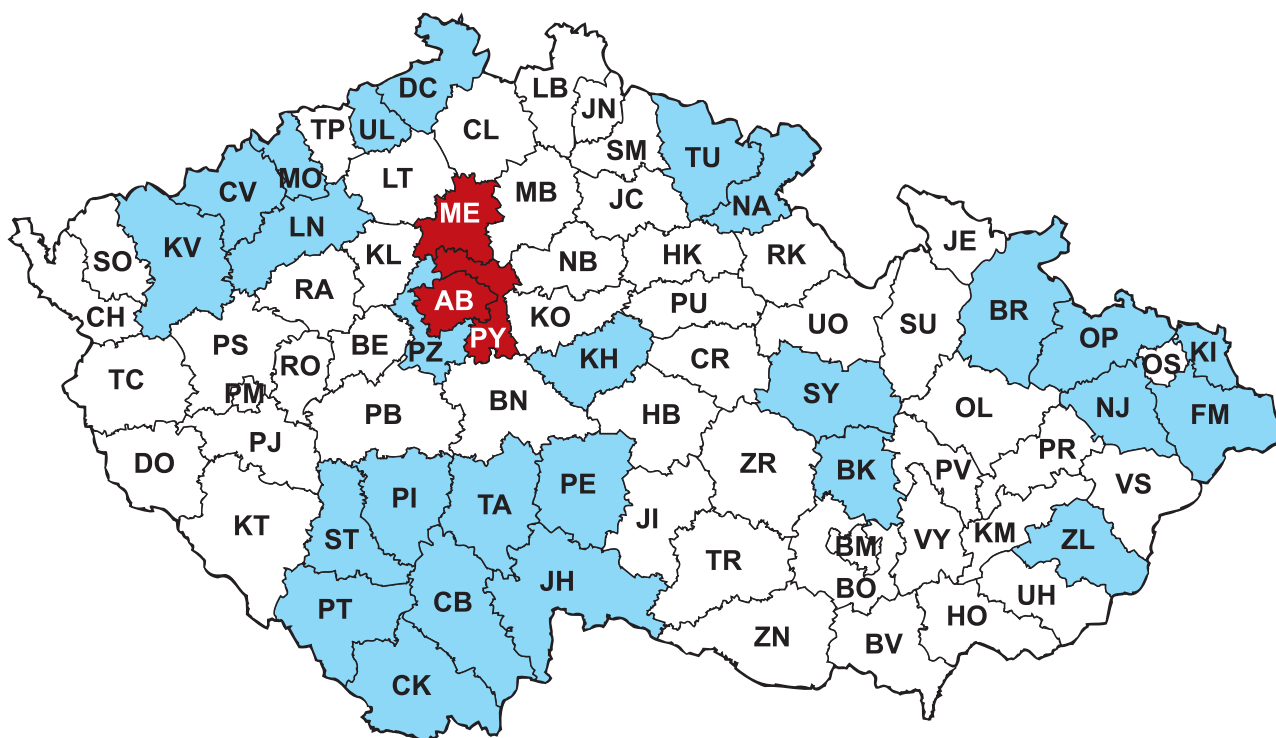 DC
LB
JN
TP
UL
CL
SM
TU
MO
CV
LT
MB
JC
NA
ME
LN
KV
SO
KL
NB
HK
RK
JE
RA
AB
KO
PU
CH
PS
BE
PZ
PY
UO
SU
BR
OP
OS
KI
RO
KH
CR
TC
PM
PB
BN
HB
SY
OL
NJ
FM
PJ
DO
PI
TA
PE
ZR
BK
PV
PR
VS
KT
ST
JI
BM
VY
KM
ZL
TR
JH
BO
PT
CB
UH
HO
ZN
BV
CK